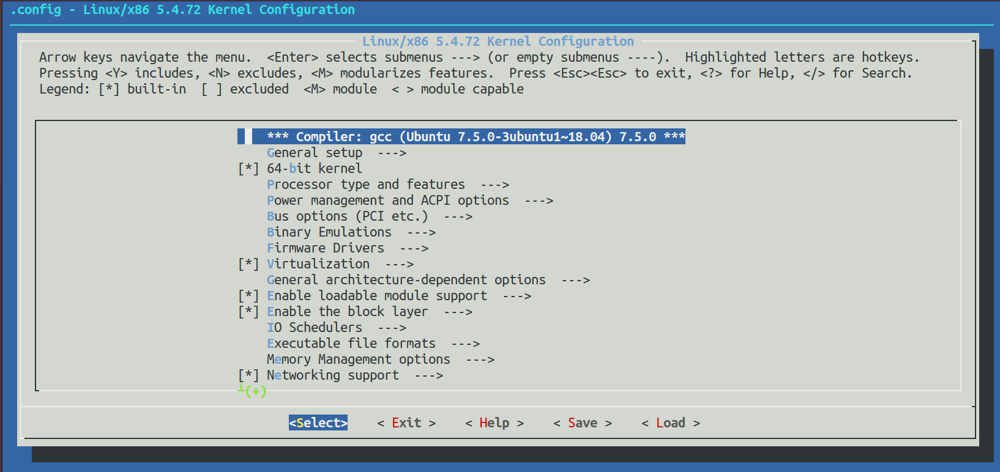 .config - Linux/x86 5.4.72 Kernel Configuration
Linux/x86 5.4.72 Kernel Configuration
Arrow keys navigate the menu.  <Enter> selects submenus ---> (or empty submenus ----).  Highlighted letters are hotkeys.
Pressing <Y> includes, <N> excludes, <M> modularizes features.  Press <Esc><Esc> to exit, <?> for Help, </> for Search.
Legend: [*] built-in  [ ] excluded  <M> module  < > module capable
*** Compiler: gcc (Ubuntu 7.5.0-3ubuntu1~18.04) 7.5.0 ***
General setup  --->
[*] 64-bit kernel
Processor type and features  --->
Power management and ACPI options  --->
Bus options (PCI etc.)  --->
Binary Emulations  --->
Firmware Drivers  --->
[*] Virtualization  --->
General architecture-dependent options  --->
[*] Enable loadable module support  --->
[*] Enable the block layer  --->
IO Schedulers  --->
Executable file formats  --->
Memory Management options  --->
[*] Networking support  --->
┴(+)
<Select>    < Exit >    < Help >    < Save >    < Load >